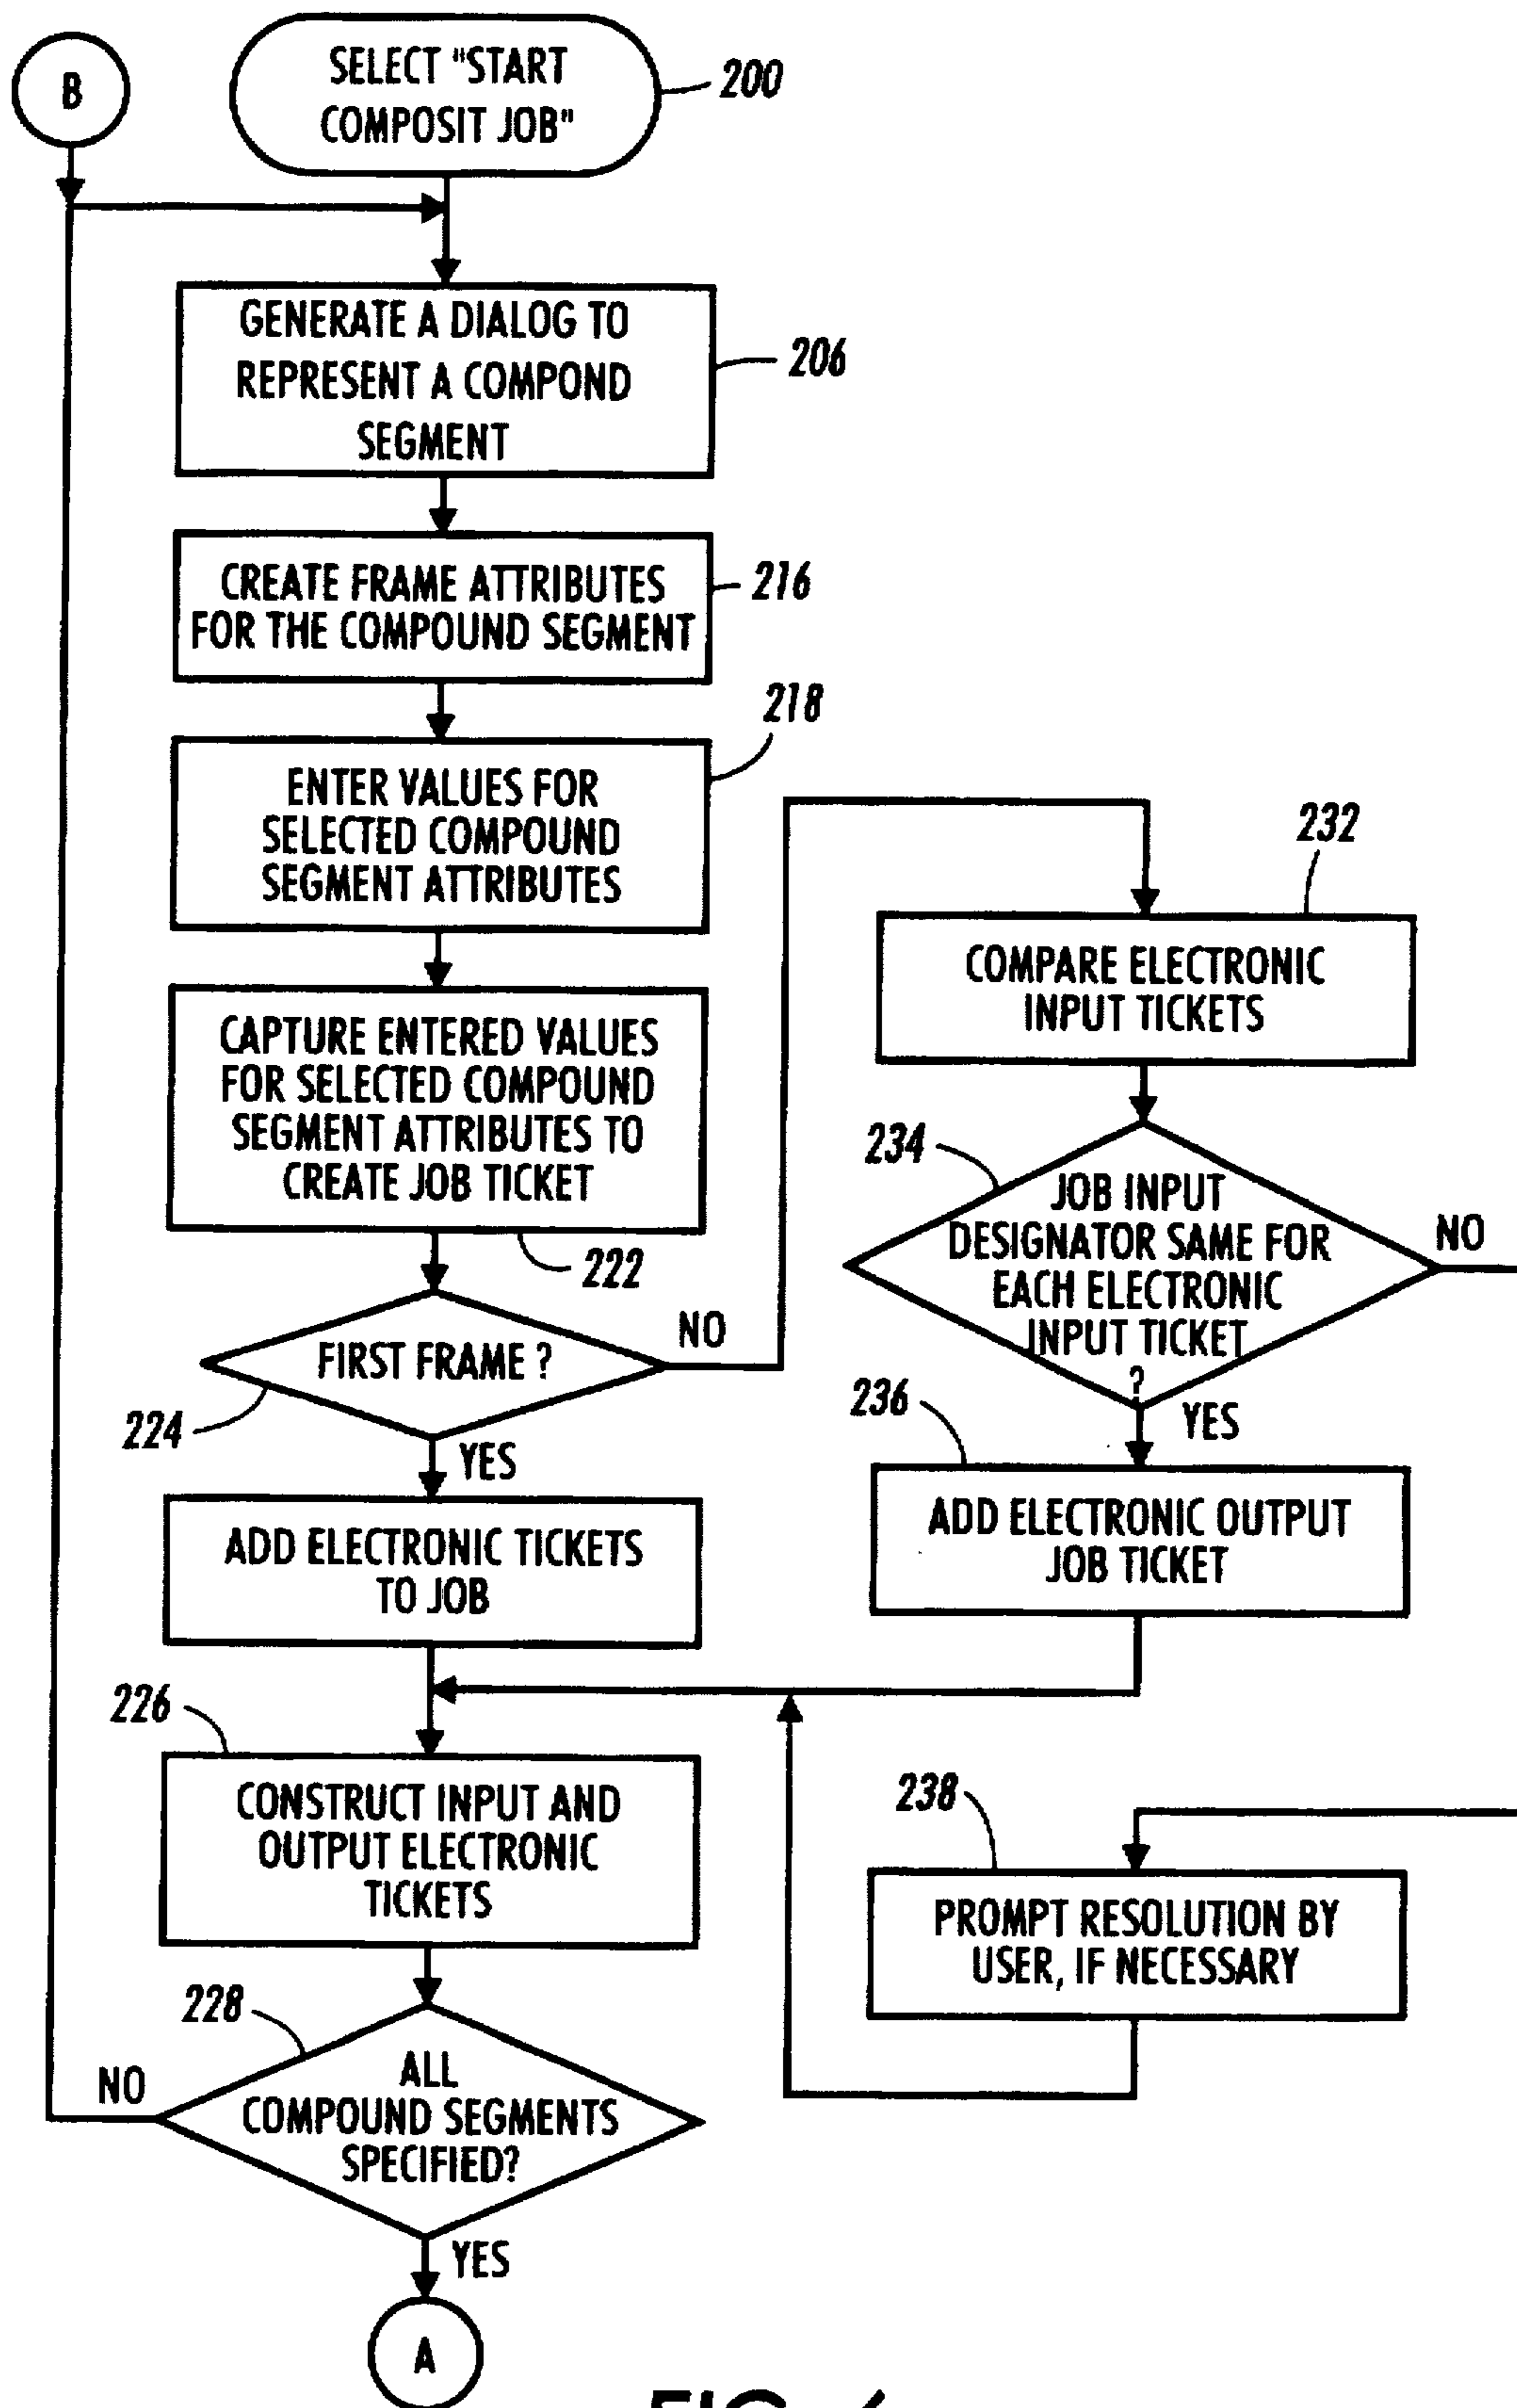 B
SELECT "START
COMPOSIT JOB"
200
GENERATE A DIALOG TO
REPRESENT A COMPOND
SEGMENT
206
CREATE FRAME ATTRIBUTES
FOR THE COMPOUND SEGMENT
216
218
ENTER VALUES FOR
SELECTED COMPOUND
SEGMENT ATTRIBUTES
CAPTURE ENTERED VALUES
FOR SELECTED COMPOUND
SEGMENT ATTRIBUTES TO
CREATE JOB TICKET
222
FIRST FRAME ?
NO
224
YES
ADD ELECTRONIC TICKETS
TO JOB
226
CONSTRUCT INPUT AND
OUTPUT ELECTRONIC
TICKETS
228
ALL
COMPOUND SEGMENTS
SPECIFIED?
NO
YES
A
232
COMPARE ELECTRONIC
INPUT TICKETS
234
JOB INPUT
DESIGNATOR SAME FOR
EACH ELECTRONIC
INPUT TICKET
?
NO
YES
236
ADD ELECTRONIC OUTPUT
JOB TICKET
238
PROMPT RESOLUTION BY
USER, IF NECESSARY